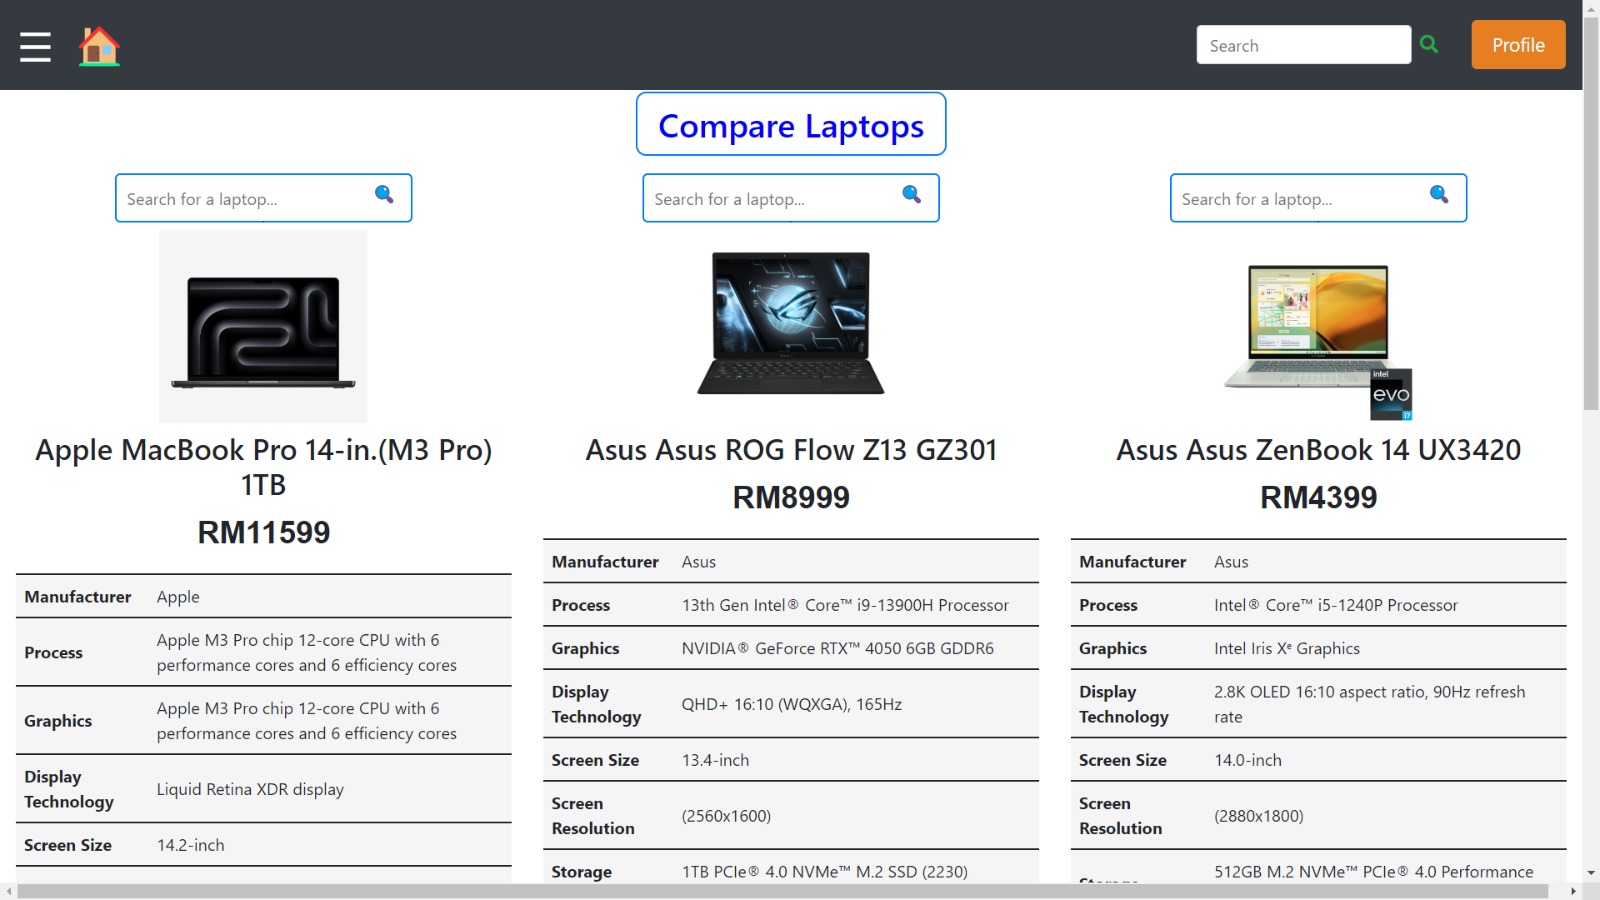 Search
Profile
Compare Laptops
Search for a laptop...
Search for a laptop...
Search for a laptop...
intel
evo
i7
Apple MacBook Pro 14-in.(M3 Pro)
1TB
RM11599
Manufacturer Apple
Process Apple M3 Pro chip 12-core CPU with 6
performance cores and 6 efficiency cores
Graphics Apple M3 Pro chip 12-core CPU with 6
performance cores and 6 efficiency cores
Display
Technology Liquid Retina XDR display
Screen Size 14.2-inch
Asus Asus ROG Flow Z13 GZ301
RM8999
Manufacturer Asus
Process 13th Gen Intel® Core™ i9-13900H Processor
Graphics NVIDIA® GeForce RTX™ 4050 6GB GDDR6
Display
Technology QHD+ 16:10 (WQXGA), 165Hz
Screen Size 13.4-inch
Screen
Resolution (2560x1600)
Storage 1TB PCIe® 4.0 NVMe™ M.2 SSD (2230)
Asus Asus ZenBook 14 UX3420
RM4399
Manufacturer Asus
Process Intel® Core™ i5-1240P Processor
Graphics Intel Iris Xᵉ Graphics
Display
Technology 2.8K OLED 16:10 aspect ratio, 90Hz refresh
rate
Screen Size 14.0-inch
Screen
Resolution (2880x1800)
512GB M.2 NVMe™ PCIe® 4.0 Performance